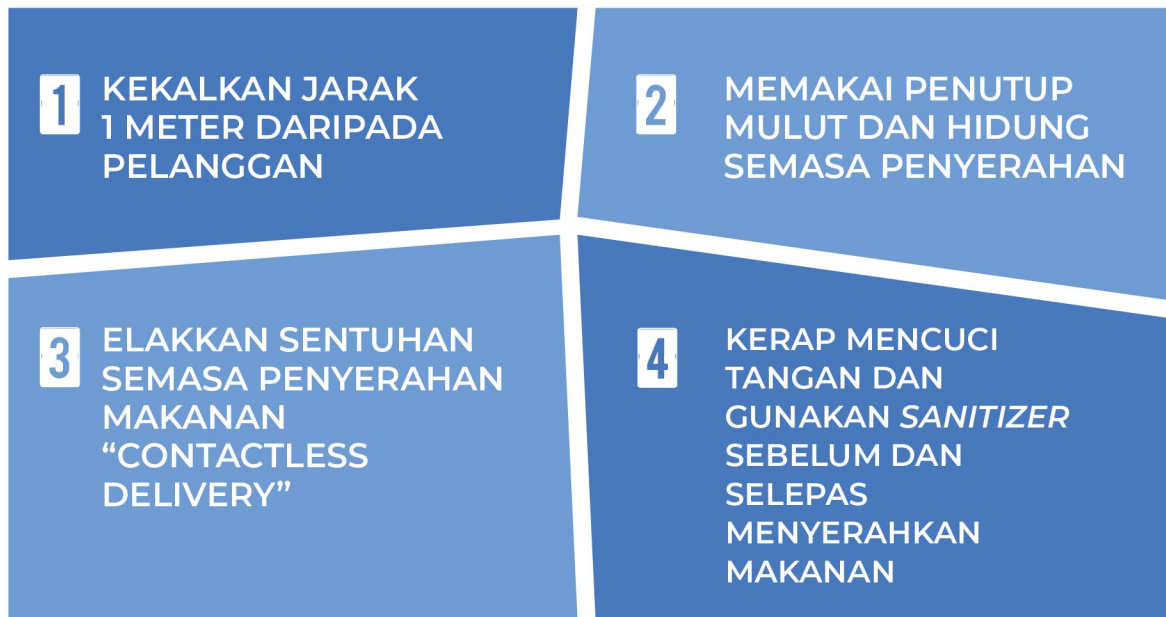 1
KEKALKAN JARAK
1 METER DARIPADA
PELANGGAN
2
MEMAKAI PENUTUP
MULUT DAN HIDUNG
SEMASA PENYERAHAN
3
ELAKKAN SENTUHAN
SEMASA PENYERAHAN
MAKANAN
“CONTACTLESS
DELIVERY”
4
KERAP MENCUCI
TANGAN DAN
GUNAKAN SANITIZER
SEBELUM DAN
SELEPAS
MENYERAHKAN
MAKANAN